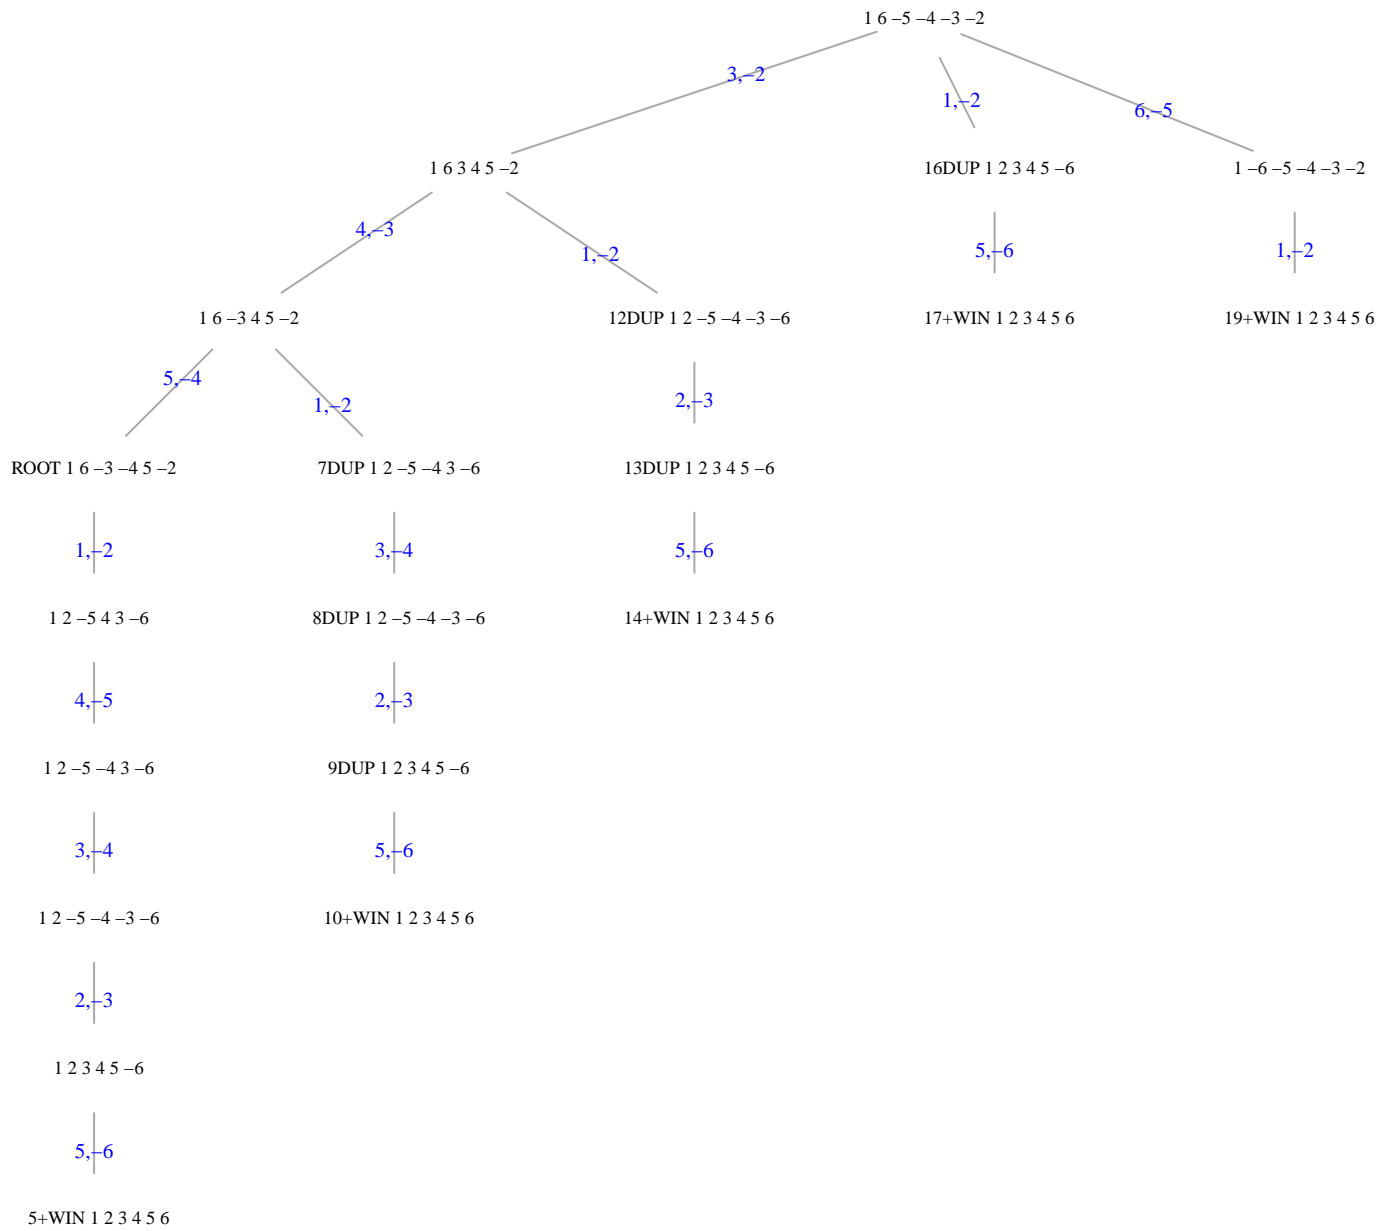 1 6 –5 –4 –3 –2
3,–2
1,–2
6,–5
1 6 3 4 5 –2
16DUP 1 2 3 4 5 –6
1 –6 –5 –4 –3 –2
4,–3
1,–2
5,–6
1,–2
1 6 –3 4 5 –2
12DUP 1 2 –5 –4 –3 –6
17+WIN 1 2 3 4 5 6
19+WIN 1 2 3 4 5 6
5,–4
1,–2
2,–3
ROOT 1 6 –3 –4 5 –2
7DUP 1 2 –5 –4 3 –6
13DUP 1 2 3 4 5 –6
1,–2
3,–4
5,–6
1 2 –5 4 3 –6
8DUP 1 2 –5 –4 –3 –6
14+WIN 1 2 3 4 5 6
4,–5
2,–3
1 2 –5 –4 3 –6
9DUP 1 2 3 4 5 –6
3,–4
5,–6
1 2 –5 –4 –3 –6
10+WIN 1 2 3 4 5 6
2,–3
1 2 3 4 5 –6
5,–6
5+WIN 1 2 3 4 5 6